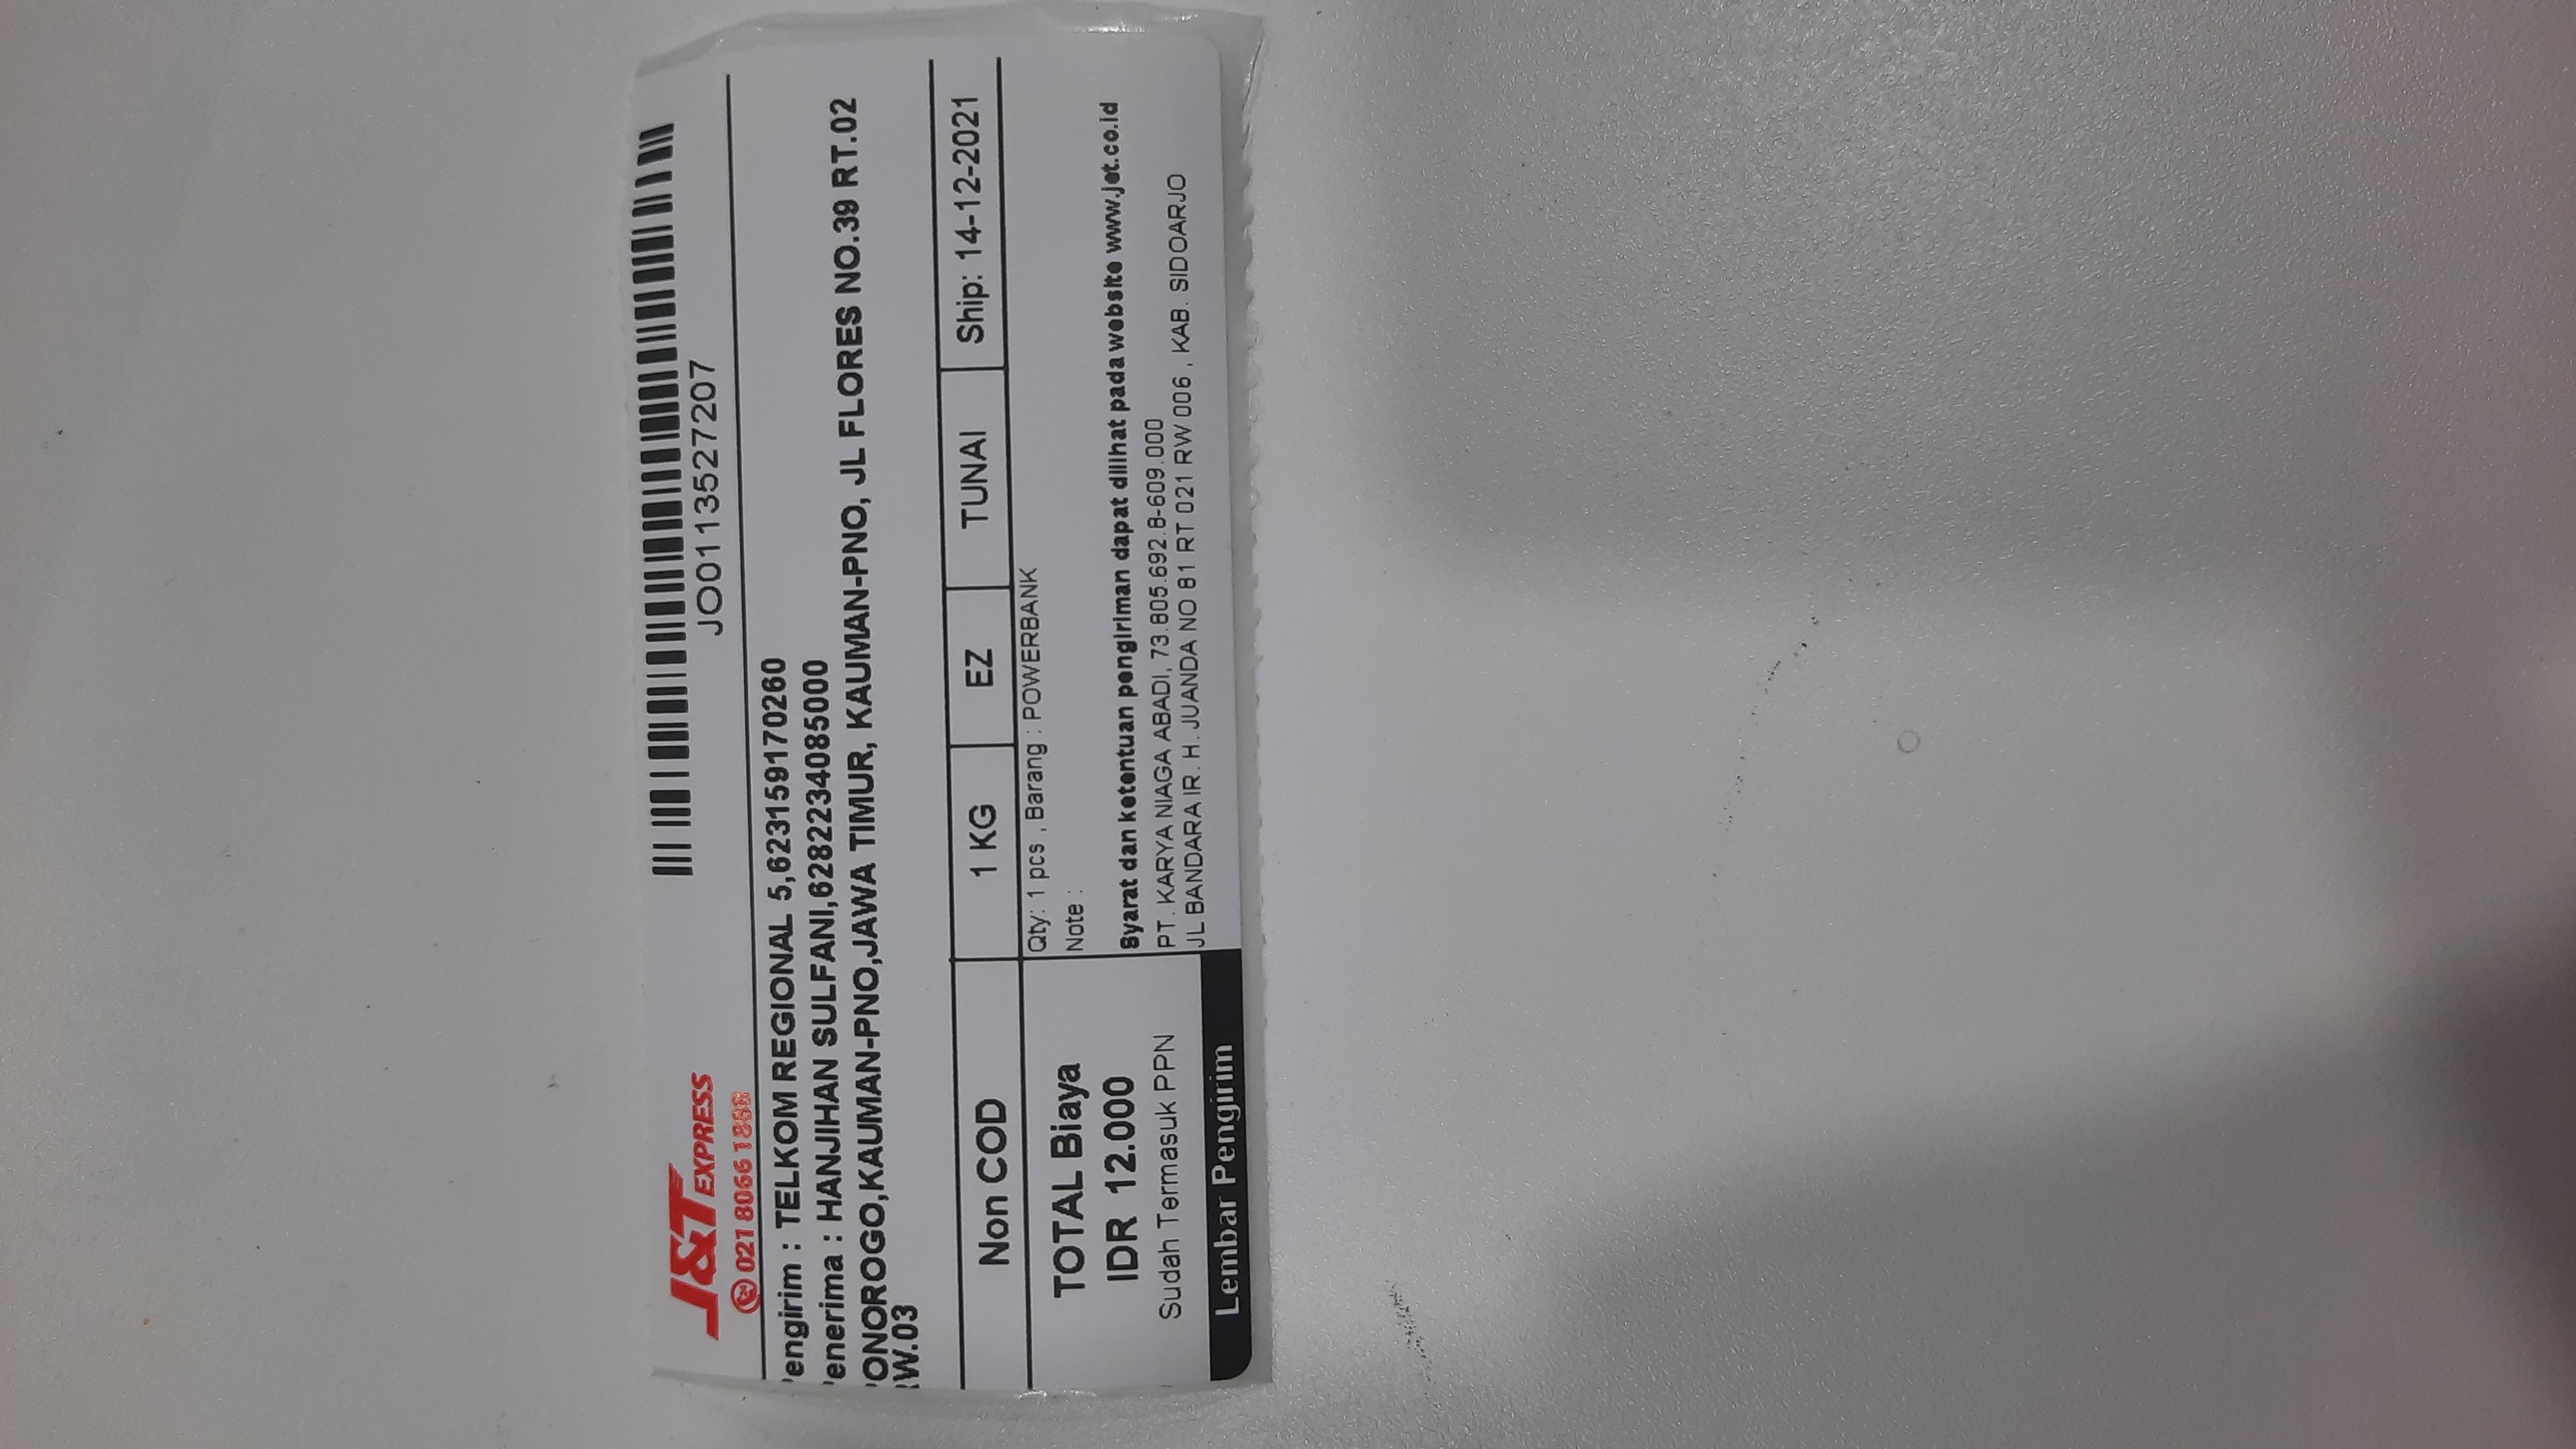 J&T EXPRESS
021 8066 1888
JO0113527207
engirim : TELKOM REGIONAL 5,623159170260
enerima : HANJIHAN SULFANI,6282234085000
ONOROGO,KAUMAN-PNO,JAWA TIMUR, KAUMAN-PNO, JL FLORES NO.39 RT.02
W.03
Non COD 1 KG EZ TUNAI Ship: 14-12-2021
TOTAL Biaya
IDR 12.000
Sudah Termasuk PPN
Lembar Pengirim
Qty: 1 pcs , Barang : POWERBANK
Note :
Syarat dan ketentuan pengiriman dapat dilihat pada website www.jet.co.id
PT. KARYA NIAGA ABADI, 73.805.692.8-609.000
JL BANDARA IR. H. JUANDA NO 81 RT 021 RW 006 , KAB. SIDOARJO